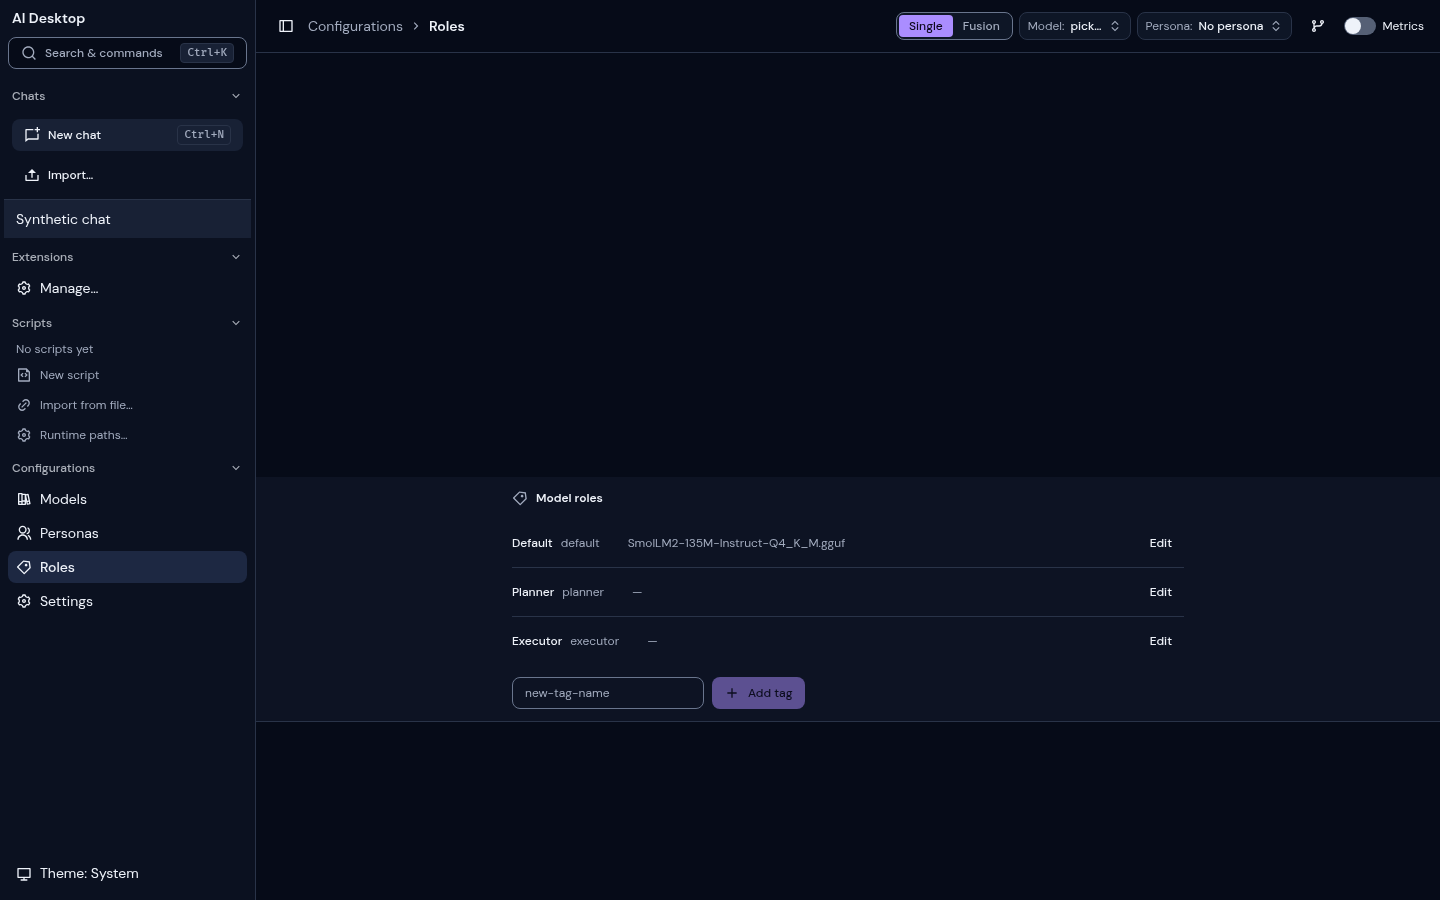 AI Desktop
Search & commands Ctrl+K
Chats
New chat Ctrl+N
Import...
Synthetic chat
Extensions
Manage...
Scripts
No scripts yet
New script
Import from file...
Runtime paths...
Configurations
Models
Personas
Roles
Settings
Theme: System
Configurations > Roles
Single Fusion
Model: pick...
Persona: No persona
Metrics
Model roles
Default default SmolLM2-135M-Instruct-Q4_K_M.gguf Edit
Planner planner — Edit
Executor executor — Edit
new-tag-name
Add tag